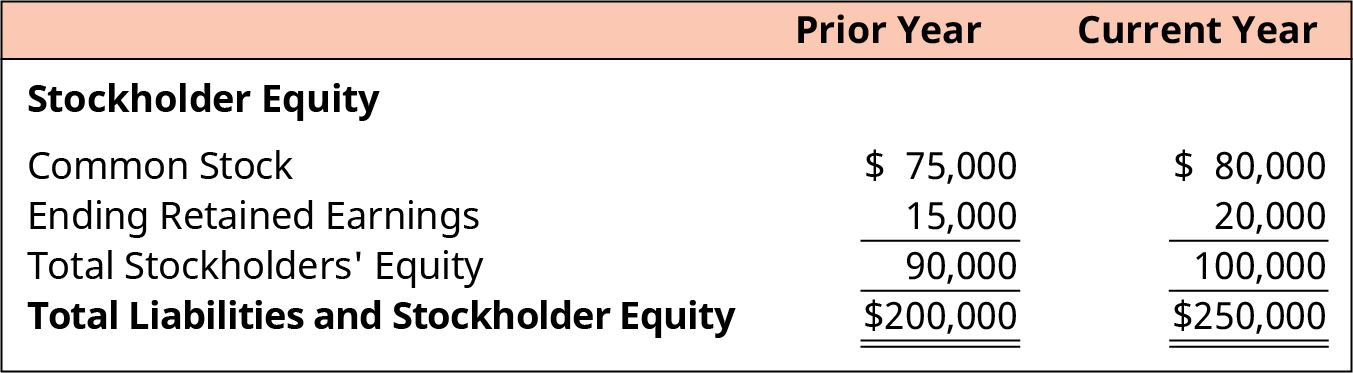 Prior Year Current Year
Stockholder Equity
Common Stock $ 75,000 $ 80,000
Ending Retained Earnings 15,000 20,000
Total Stockholders' Equity 90,000 100,000
Total Liabilities and Stockholder Equity $200,000 $250,000